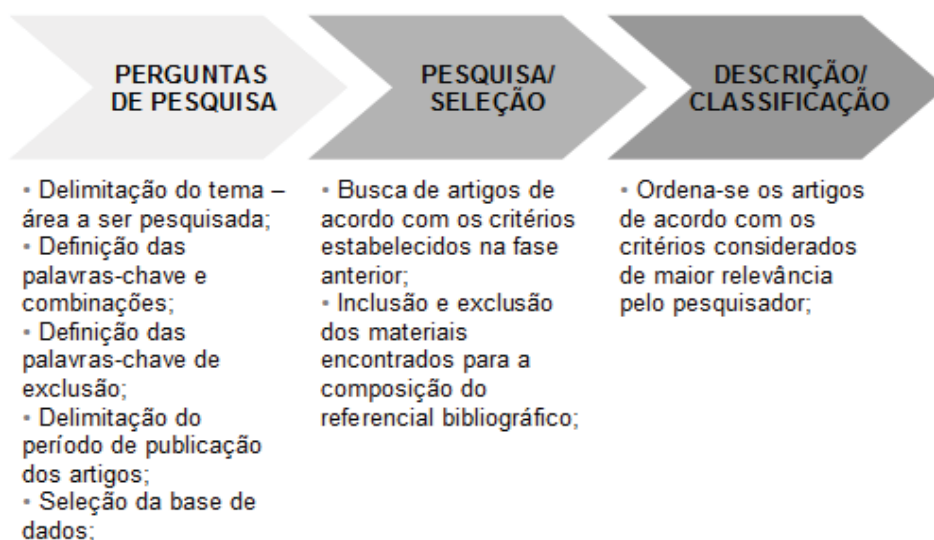 PERGUNTAS
DE PESQUISA
• Delimitação do tema –
área a ser pesquisada;
• Definição das
palavras-chave e
combinações;
• Definição das
palavras-chave de
exclusão;
• Delimitação do
período de publicação
dos artigos;
• Seleção da base de
dados;
PESQUISA/
SELEÇÃO
• Busca de artigos de
acordo com os critérios
estabelecidos na fase
anterior;
• Inclusão e exclusão
dos materiais
encontrados para a
composição do
referencial bibliográfico;
DESCRIÇÃO/
CLASSIFICAÇÃO
• Ordena-se os artigos
de acordo com os
critérios considerados
de maior relevância
pelo pesquisador;